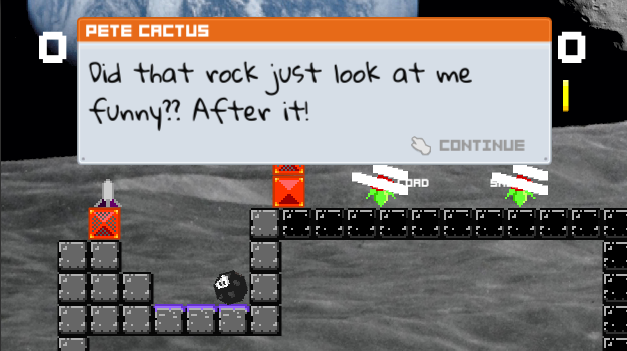 PETE CACTUS
0
0
Did that rock just look at me
funny?? After it!
CONTINUE